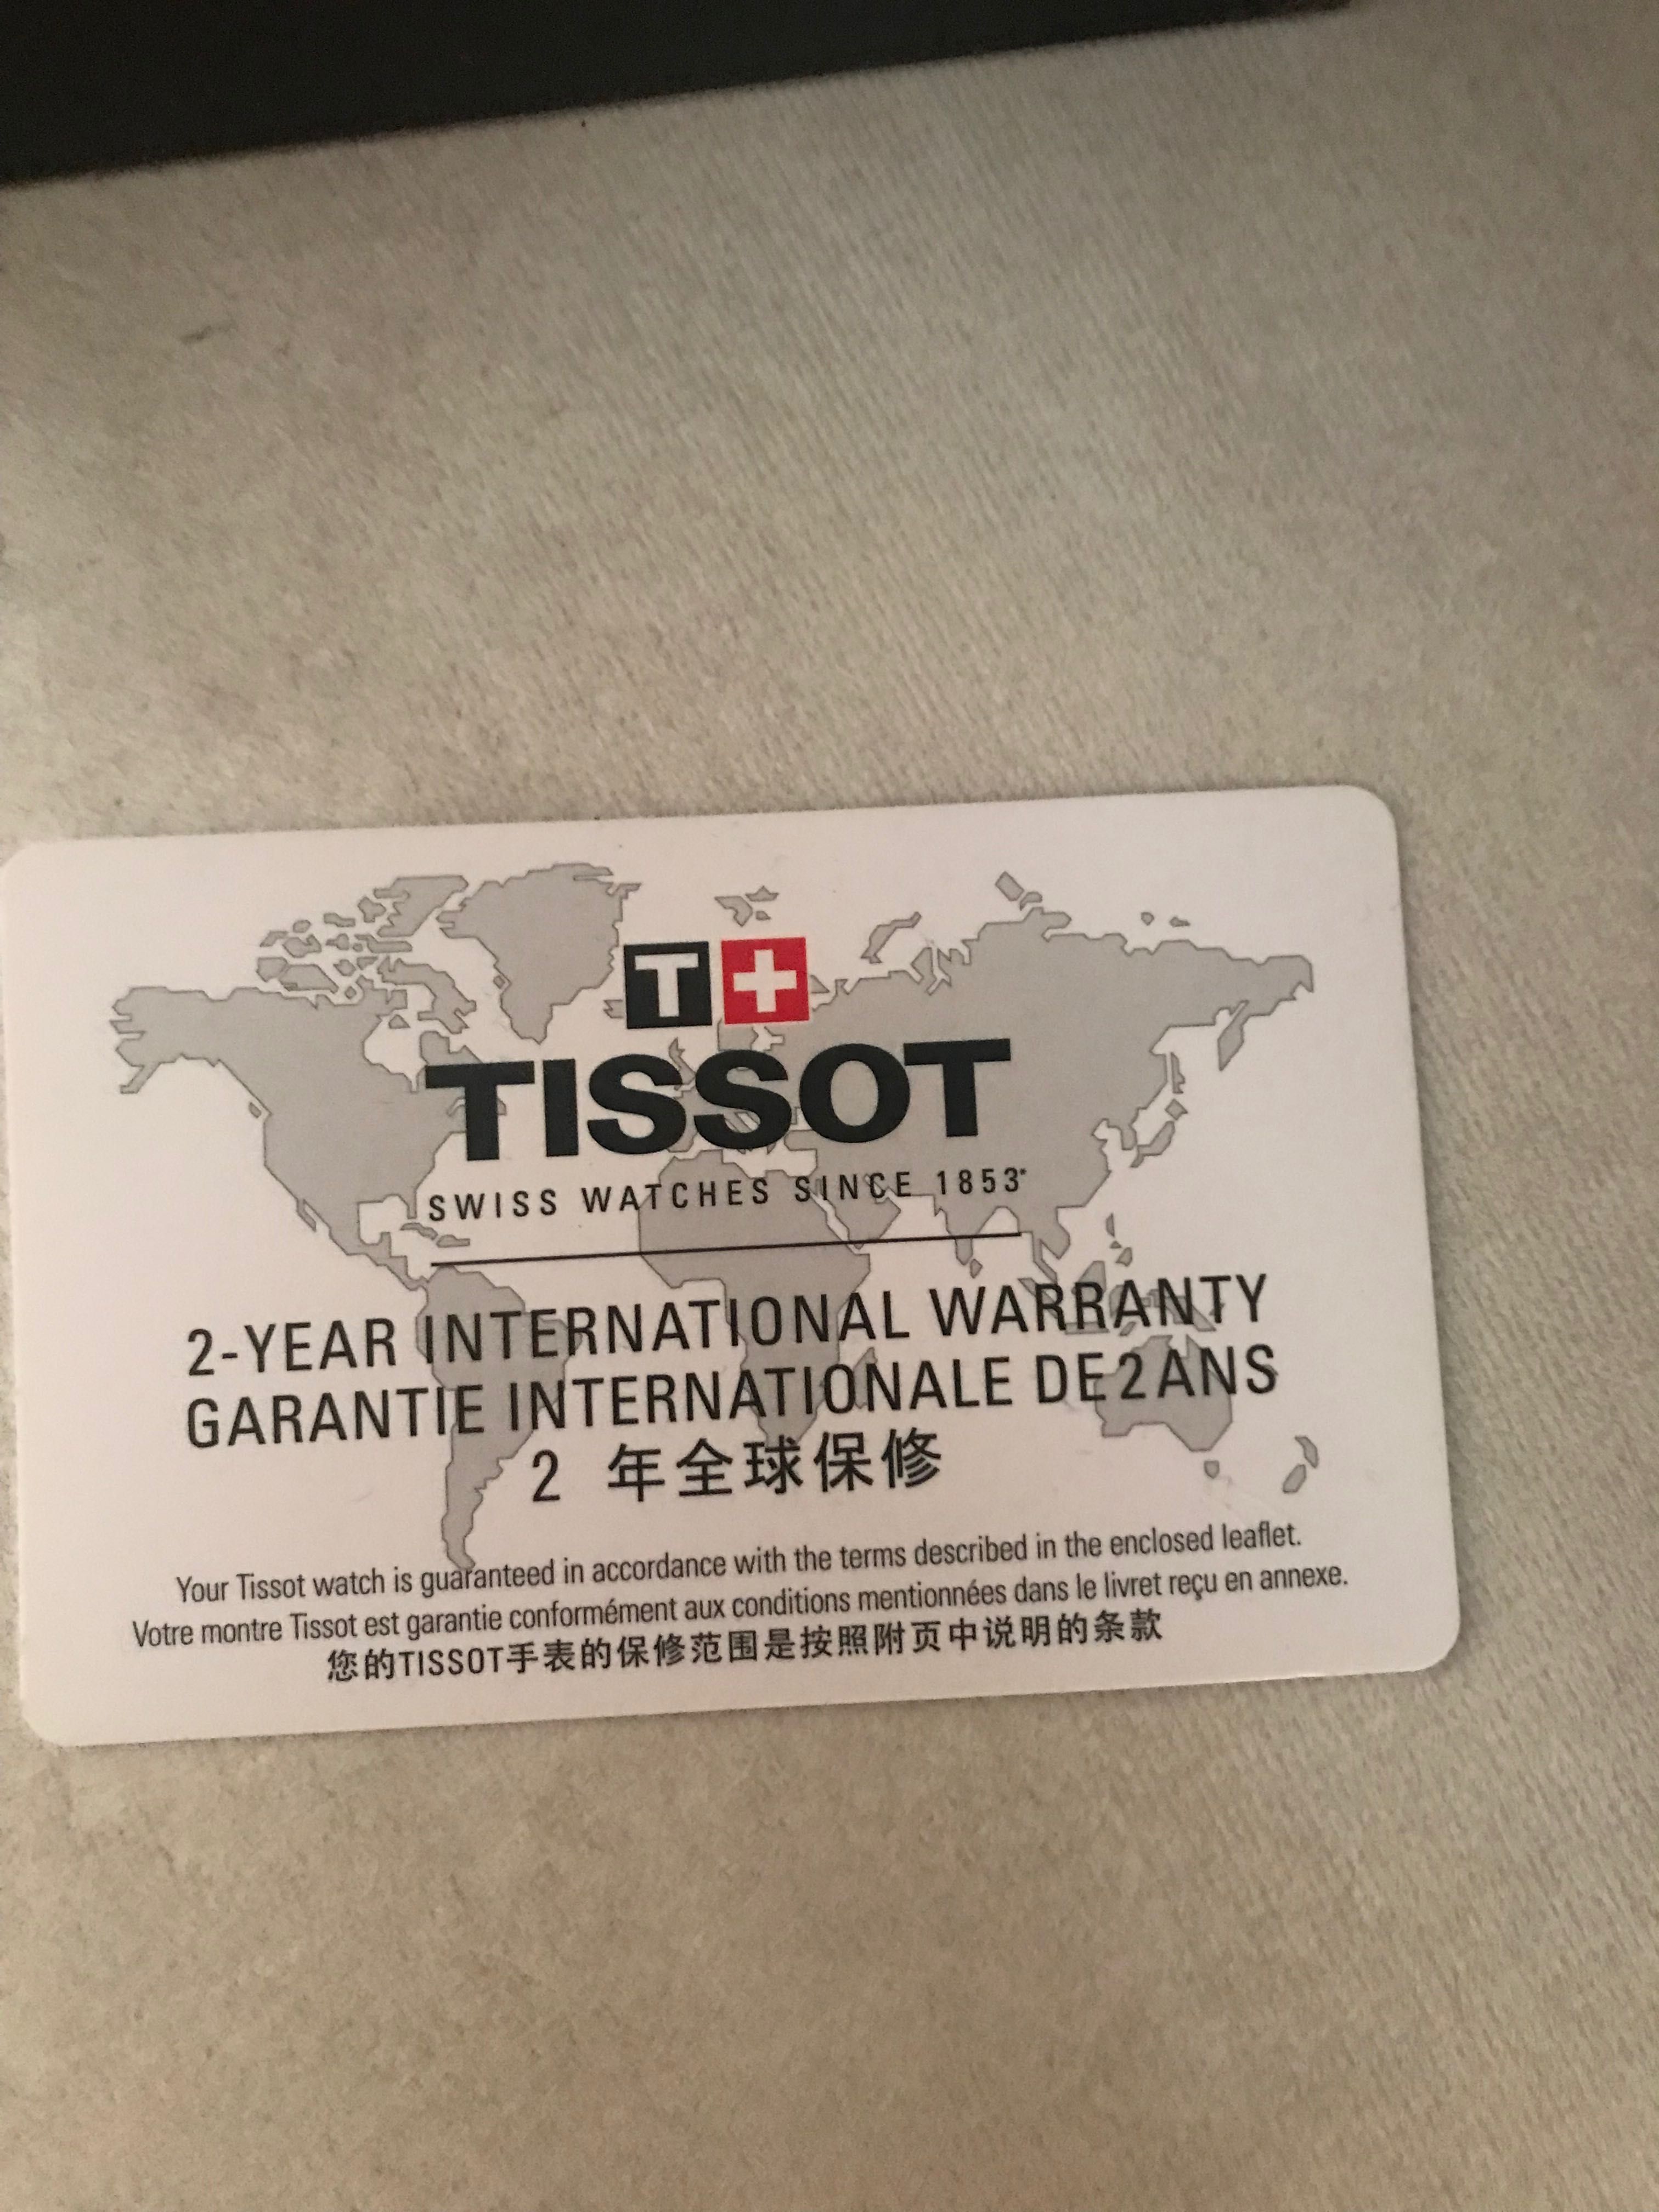 T+
TISSOT
SWISS WATCHES SINCE 1853*
2-YEAR INTERNATIONAL WARRANTY
GARANTIE INTERNATIONALE DE 2 ANS
2 年全球保修
Your Tissot watch is guaranteed in accordance with the terms described in the enclosed leaflet.
Votre montre Tissot est garantie conformément aux conditions mentionnées dans le livret reçu en annexe.
您的TISSOT手表的保修范围是按照附页中说明的条款